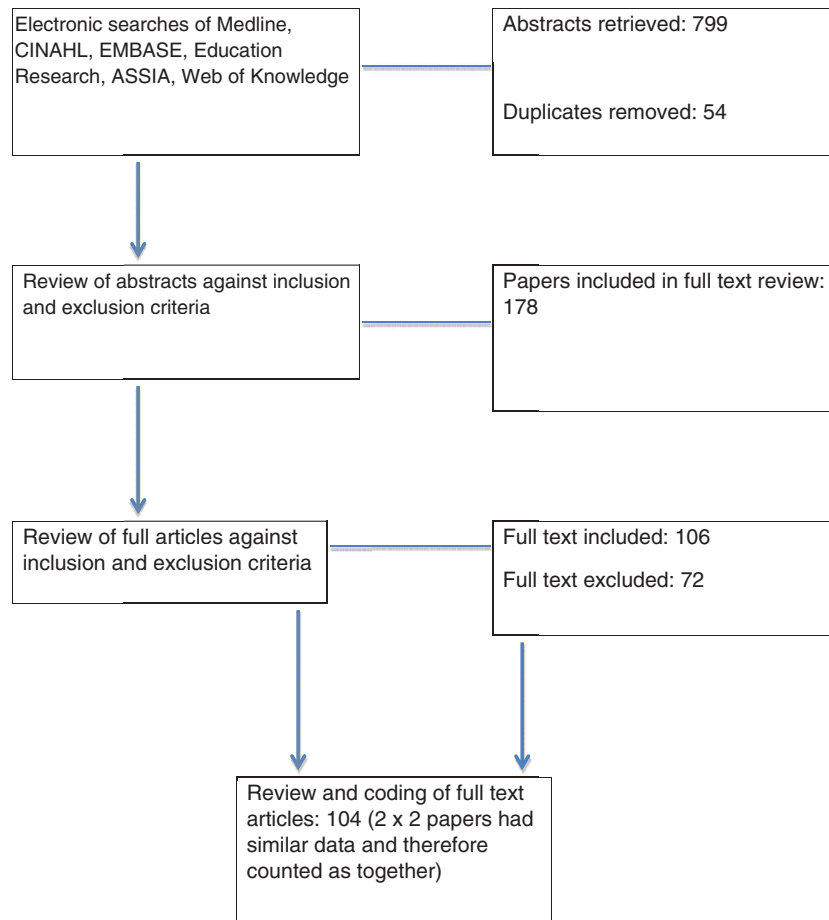 Electronic searches of Medline,
CINAHL, EMBASE, Education
Research, ASSIA, Web of Knowledge
Abstracts retrieved: 799
Duplicates removed: 54
Review of abstracts against inclusion
and exclusion criteria
Papers included in full text review:
178
Review of full articles against
inclusion and exclusion criteria
Full text included: 106
Full text excluded: 72
Review and coding of full text
articles: 104 (2 x 2 papers had
similar data and therefore
counted as together)